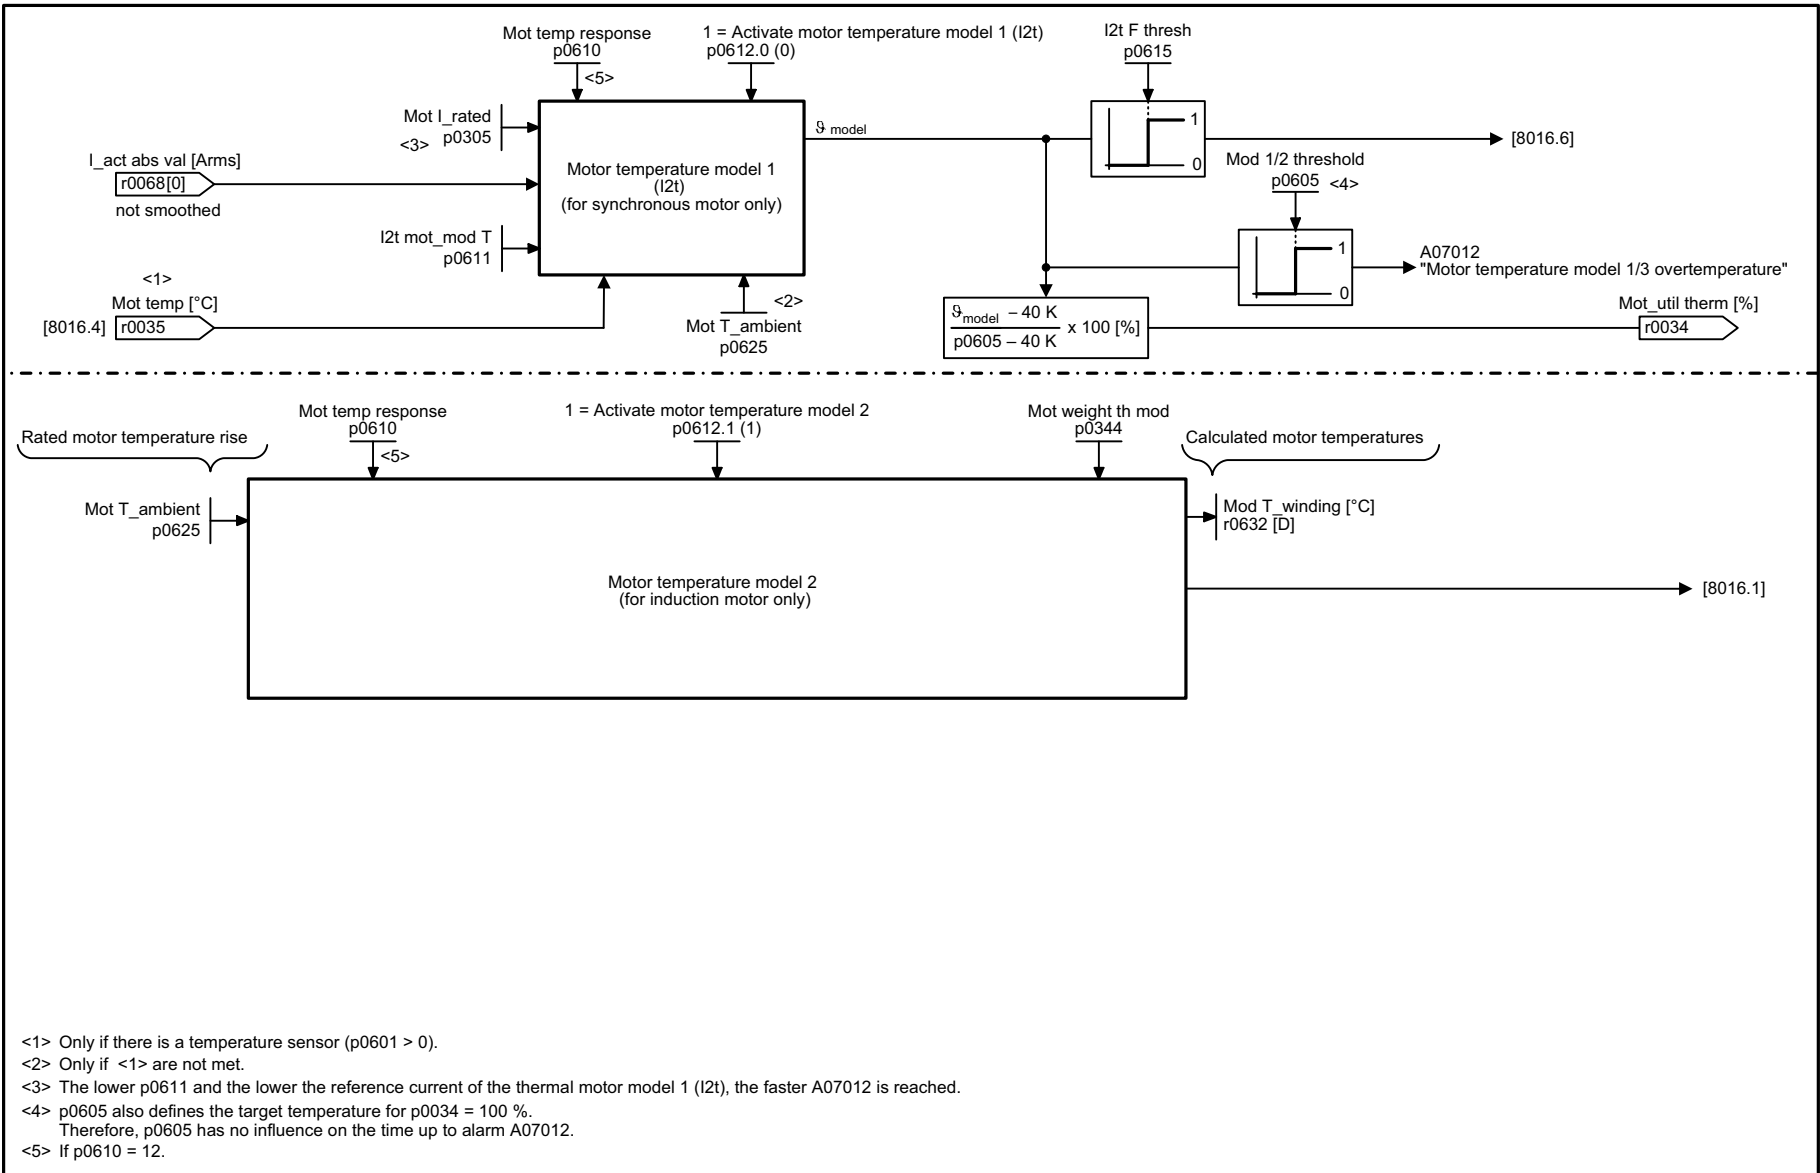 Mot temp response
p0610
<5>
1 = Activate motor temperature model 1 (I2t)
p0612.0 (0)
I2t F thresh
p0615
Mot I_rated
<3> p0305
I_act abs val [Arms]
r0068[0]
not smoothed
I2t mot_mod T
p0611
<1>
Mot temp [°C]
[8016.4] r0035
Motor temperature model 1
(I2t)
(for synchronous motor only)
<2>
Mot T_ambient
p0625
ϑ model
1
0
[8016.6]
Mod 1/2 threshold
p0605 <4>
1
0
A07012
"Motor temperature model 1/3 overtemperature"
ϑmodel – 40 K
p0605 – 40 K
x 100 [%]
Mot_util therm [%]
r0034
Rated motor temperature rise
Mot temp response
p0610
<5>
1 = Activate motor temperature model 2
p0612.1 (1)
Mot weight th mod
p0344
Calculated motor temperatures
Mot T_ambient
p0625
Mod T_winding [°C]
r0632 [D]
Motor temperature model 2
(for induction motor only)
[8016.1]
<1> Only if there is a temperature sensor (p0601 > 0).
<2> Only if <1> are not met.
<3> The lower p0611 and the lower the reference current of the thermal motor model 1 (I2t), the faster A07012 is reached.
<4> p0605 also defines the target temperature for p0034 = 100 %.
Therefore, p0605 has no influence on the time up to alarm A07012.
<5> If p0610 = 12.